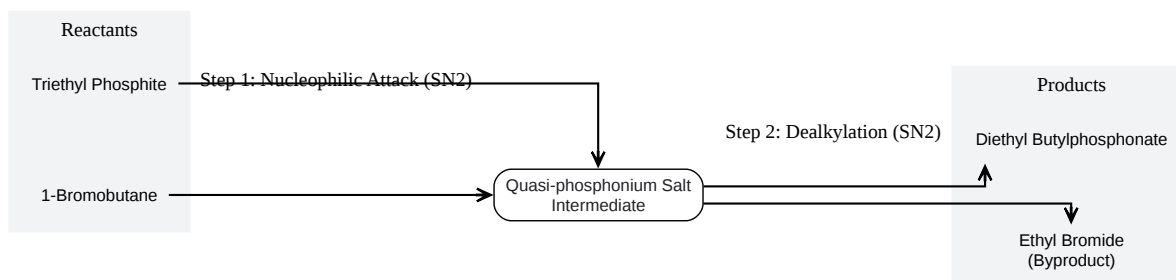 Reactants
Triethyl Phosphite
Step 1: Nucleophilic Attack (SN2)
1-Bromobutane
Quasi-phosphonium Salt
Intermediate
Step 2: Dealkylation (SN2)
Products
Diethyl Butylphosphonate
Ethyl Bromide
(Byproduct)